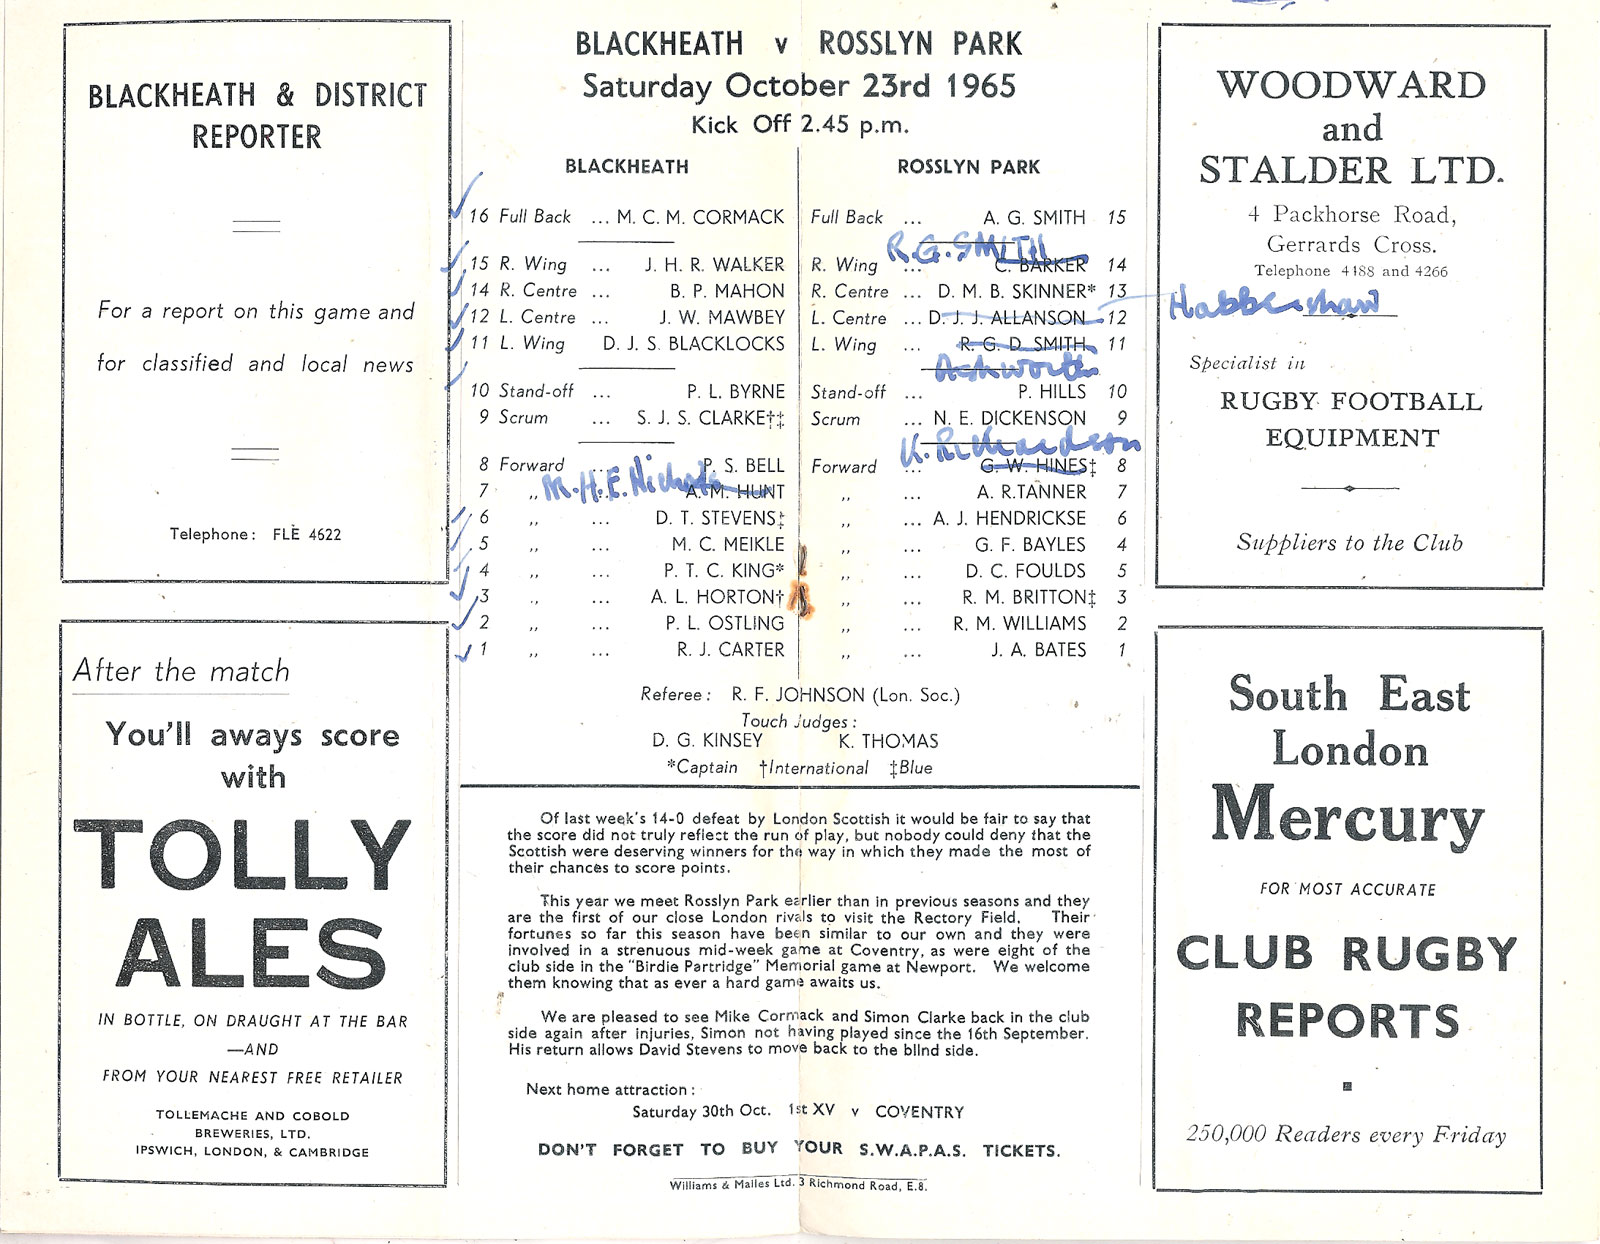 BLACKHEATH & DISTRICT
REPORTER
For a report on this game and
for classified and local news
Telephone: FLE 4622
After the match
You'll aways score
with
TOLLY
ALES
IN BOTTLE, ON DRAUGHT AT THE BAR
—AND
FROM YOUR NEAREST FREE RETAILER
TOLLEMACHE AND COBOLD
BREWERIES, LTD.
IPSWICH, LONDON, & CAMBRIDGE
BLACKHEATH v ROSSLYN PARK
Saturday October 23rd 1965
Kick Off 2.45 p.m.
BLACKHEATH
16 Full Back ... M. C. M. CORMACK
15 R. Wing ... J. H. R. WALKER
14 R. Centre ... B. P. MAHON
12 L. Centre ... J. W. MAWBEY
11 L. Wing D. J. S. BLACKLOCKS
10 Stand-off ... P. L. BYRNE
9 Scrum ... S. J. S. CLARKE†‡
8 Forward ... P. S. BELL
M.H.E. Nichols
7 ,, ... A. M. HUNT
6 ,, ... D. T. STEVENS‡
5 ,, ... M. C. MEIKLE
4 ,, ... P. T. C. KING*
3 ,, ... A. L. HORTON†
2 ,, ... P. L. OSTLING
1 ,, ... R. J. CARTER
ROSSLYN PARK
Full Back ... A. G. SMITH 15
R.G. SMITH
R. Wing ... C. BARKER 14
R. Centre ... D. M. B. SKINNER* 13
L. Centre ... D. J. J. ALLANSON 12 Habbershaw
L. Wing ... R. G. D. SMITH 11
Ashworth
Stand-off ... P. HILLS 10
Scrum ... N. E. DICKENSON 9
K. Richardson
Forward ... G. W. HINES‡ 8
,, ... A. R.TANNER 7
,, ... A. J. HENDRICKSE 6
,, ... G. F. BAYLES 4
,, ... D. C. FOULDS 5
,, ... R. M. BRITTON‡ 3
,, ... R. M. WILLIAMS 2
,, ... J. A. BATES 1
Referee: R. F. JOHNSON (Lon. Soc.)
Touch Judges:
D. G. KINSEY K. THOMAS
*Captain †International ‡Blue
Of last week's 14-0 defeat by London Scottish it would be fair to say that
the score did not truly reflect the run of play, but nobody could deny that the
Scottish were deserving winners for the way in which they made the most of
their chances to score points.
This year we meet Rosslyn Park earlier than in previous seasons and they
are the first of our close London rivals to visit the Rectory Field. Their
fortunes so far this season have been similar to our own and they were
involved in a strenuous mid-week game at Coventry, as were eight of the
club side in the "Birdie Partridge" Memorial game at Newport. We welcome
them knowing that as ever a hard game awaits us.
We are pleased to see Mike Cormack and Simon Clarke back in the club
side again after injuries, Simon not having played since the 16th September.
His return allows David Stevens to move back to the blind side.
Next home attraction:
Saturday 30th Oct. 1st XV v COVENTRY
DON'T FORGET TO BUY YOUR S.W.A.P.A.S. TICKETS.
Williams & Malles Ltd. 3 Richmond Road, E.8.
WOODWARD
and
STALDER LTD.
4 Packhorse Road,
Gerrards Cross.
Telephone 4188 and 4266
Specialist in
RUGBY FOOTBALL
EQUIPMENT
Suppliers to the Club
South East
London
Mercury
FOR MOST ACCURATE
CLUB RUGBY
REPORTS
250,000 Readers every Friday